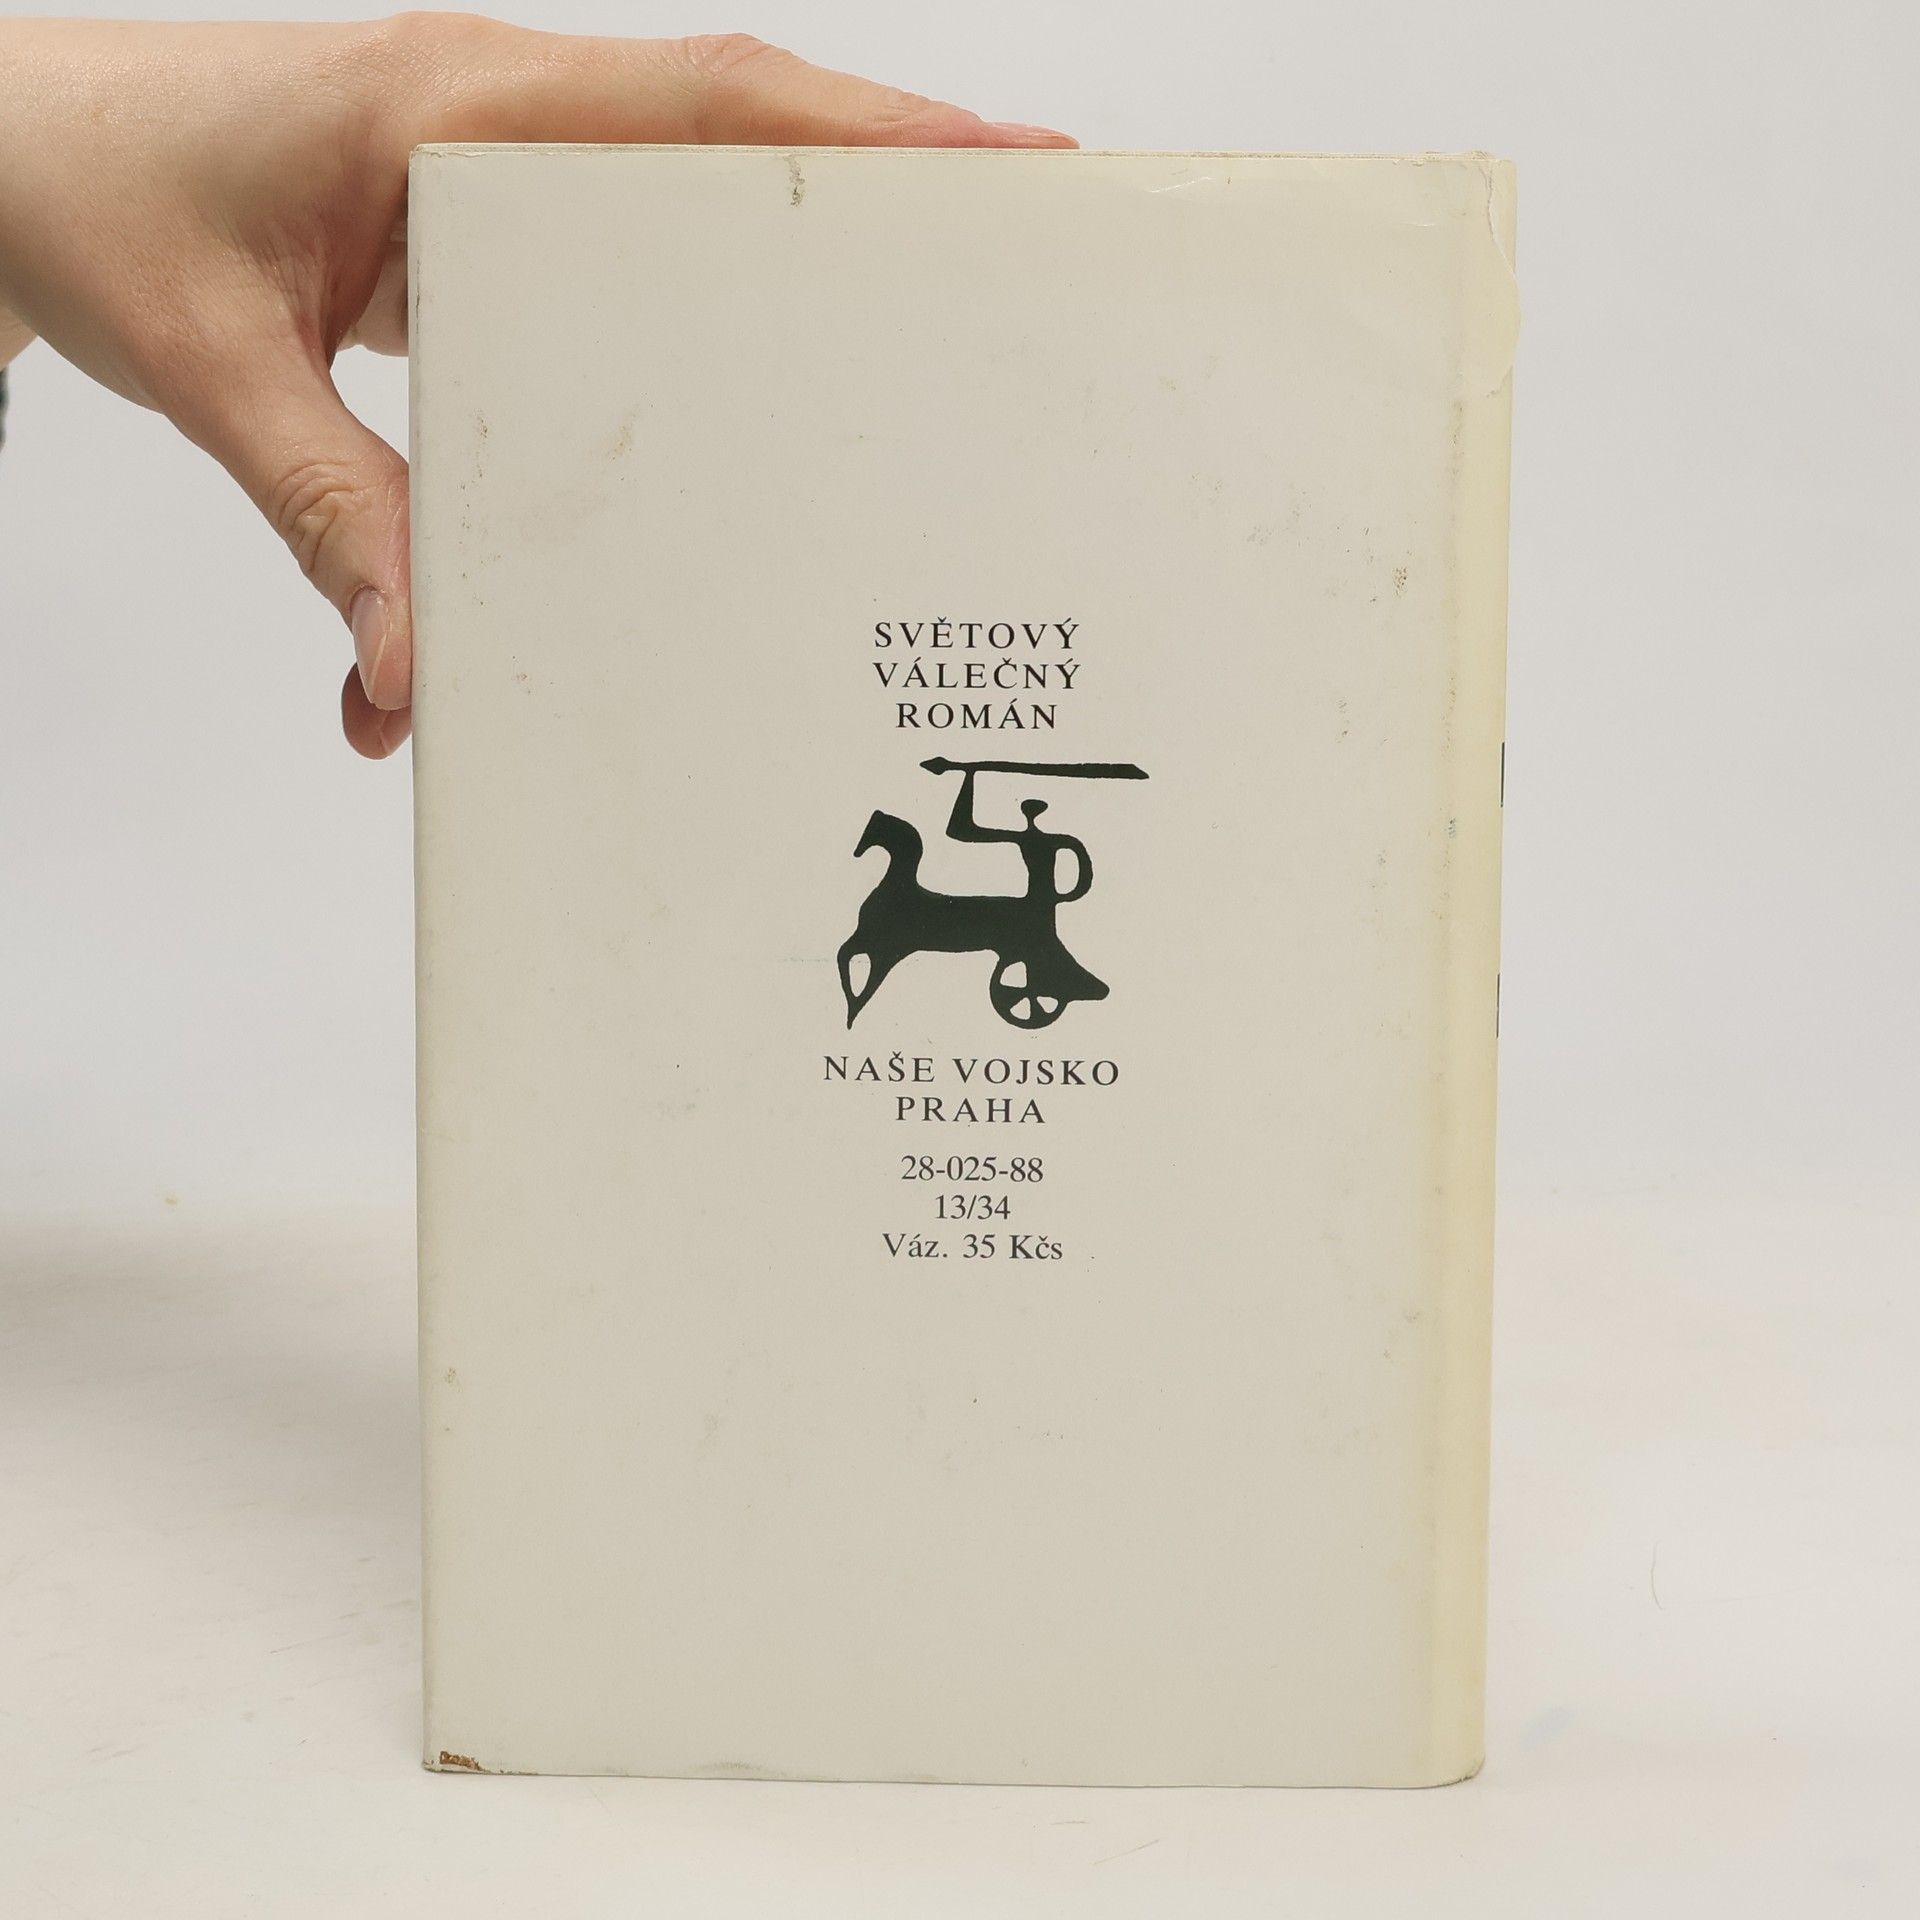 SVĚTOVÝ
VÁLEČNÝ
ROMÁN
NAŠE VOJSKO
PRAHA
28-025-88
13/34
Váz. 35 Kčs